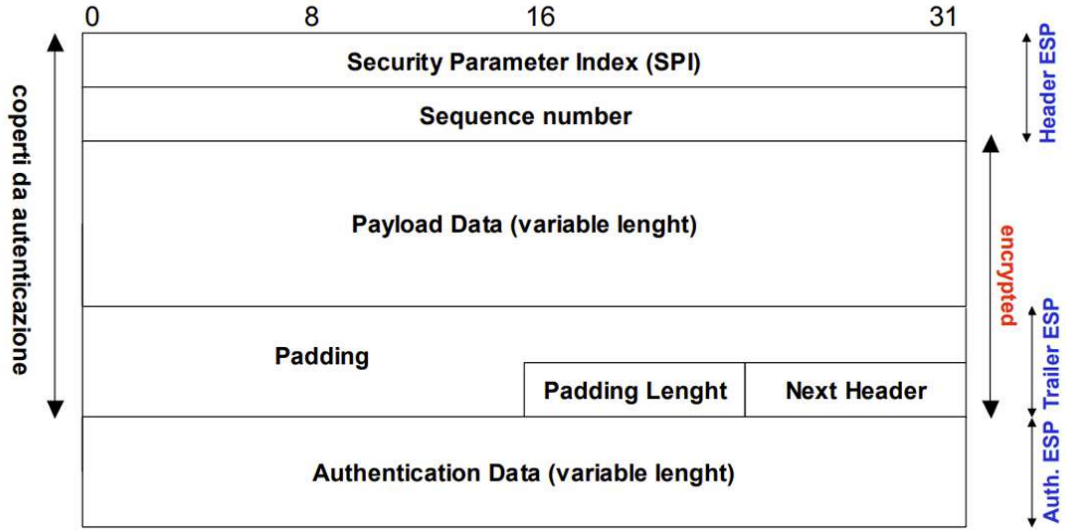 0 8 16 31
Security Parameter Index (SPI)
Sequence number
Payload Data (variable lenght)
Padding
Padding Lenght Next Header
Authentication Data (variable lenght)
coperti da autenticazione
encrypted
Header ESP
Trailer ESP
Auth. ESP